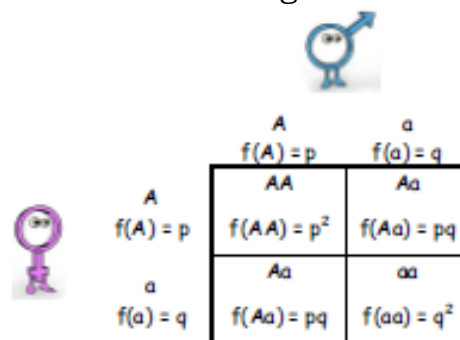 A a
f(A) = p f(a) = q
A AA Aa
f(A) = p f(AA) = p² f(Aa) = pq
a Aa aa
f(a) = q f(Aa) = pq f(aa) = q²